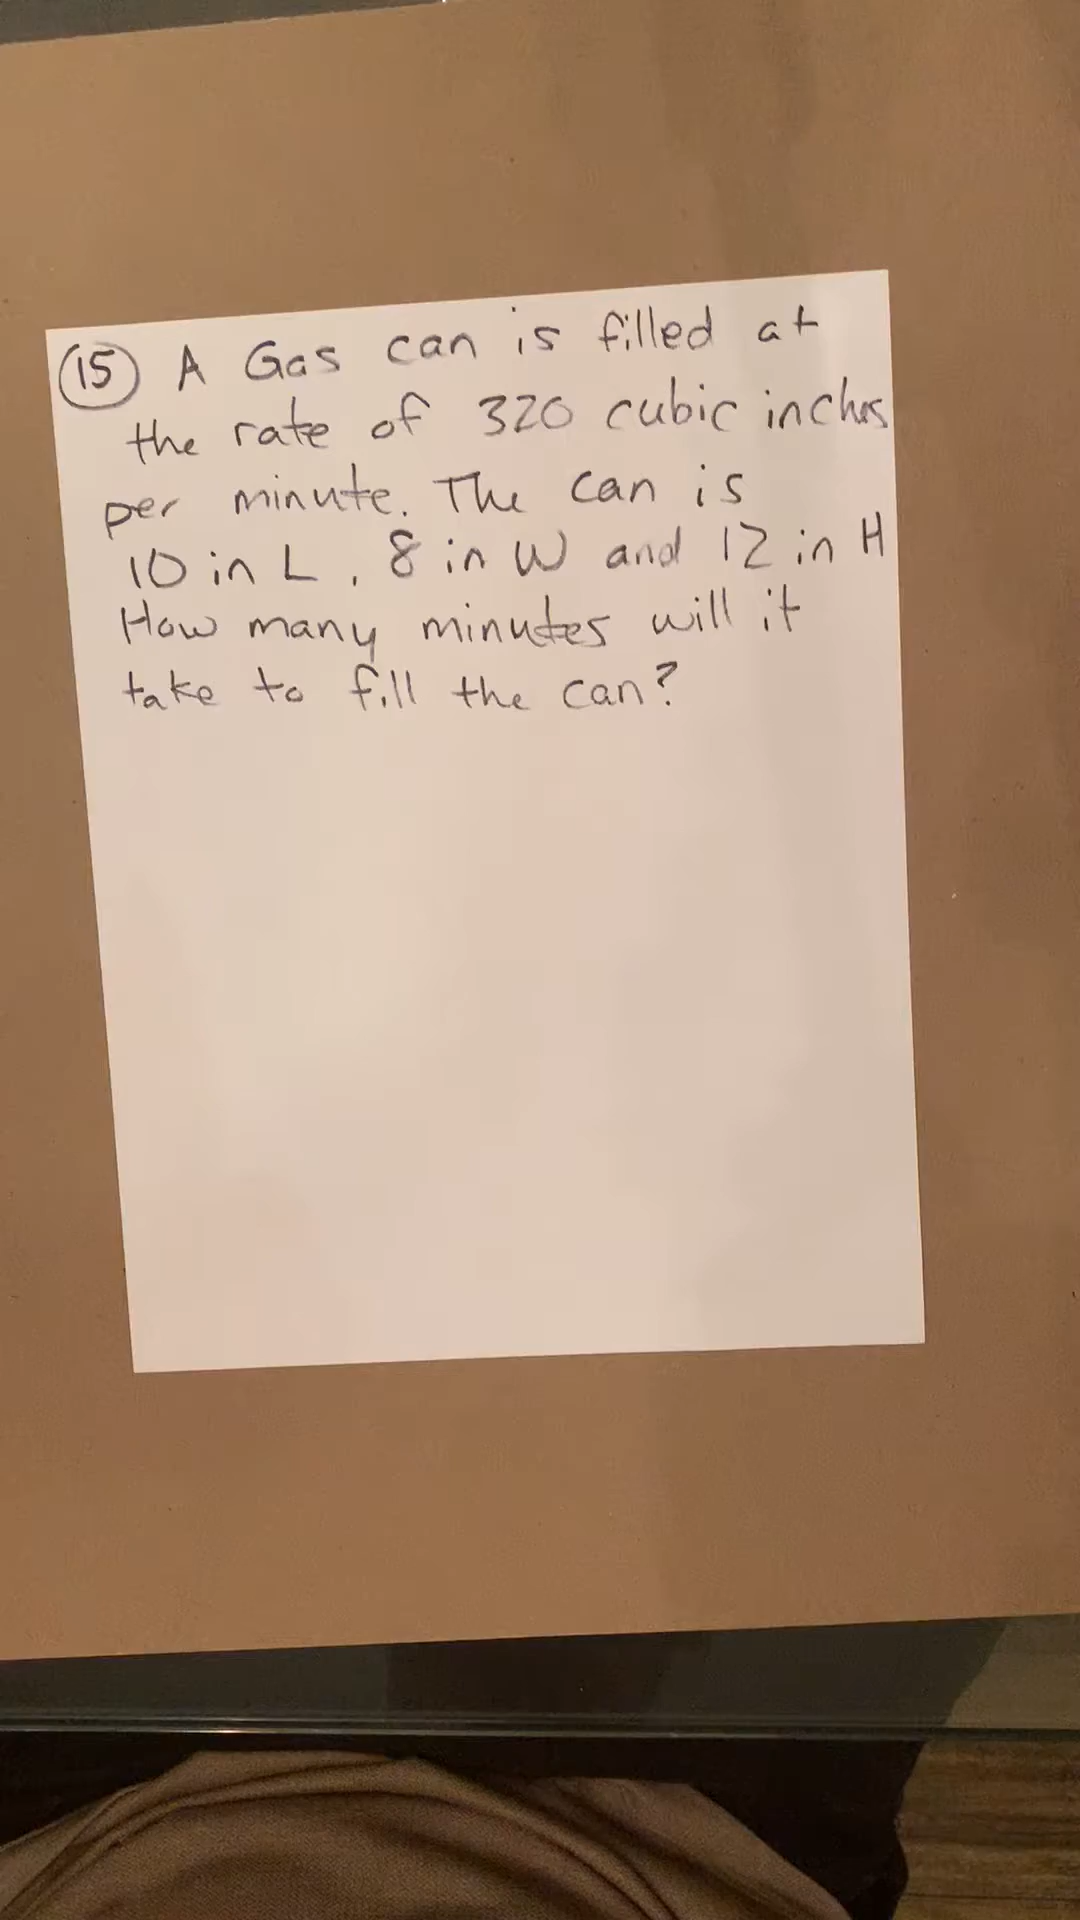 15 A Gas can is filled at
the rate of 320 cubic inches
per minute. The can is
10 in L, 8 in W and 12 in H
How many minutes will it
take to fill the can?